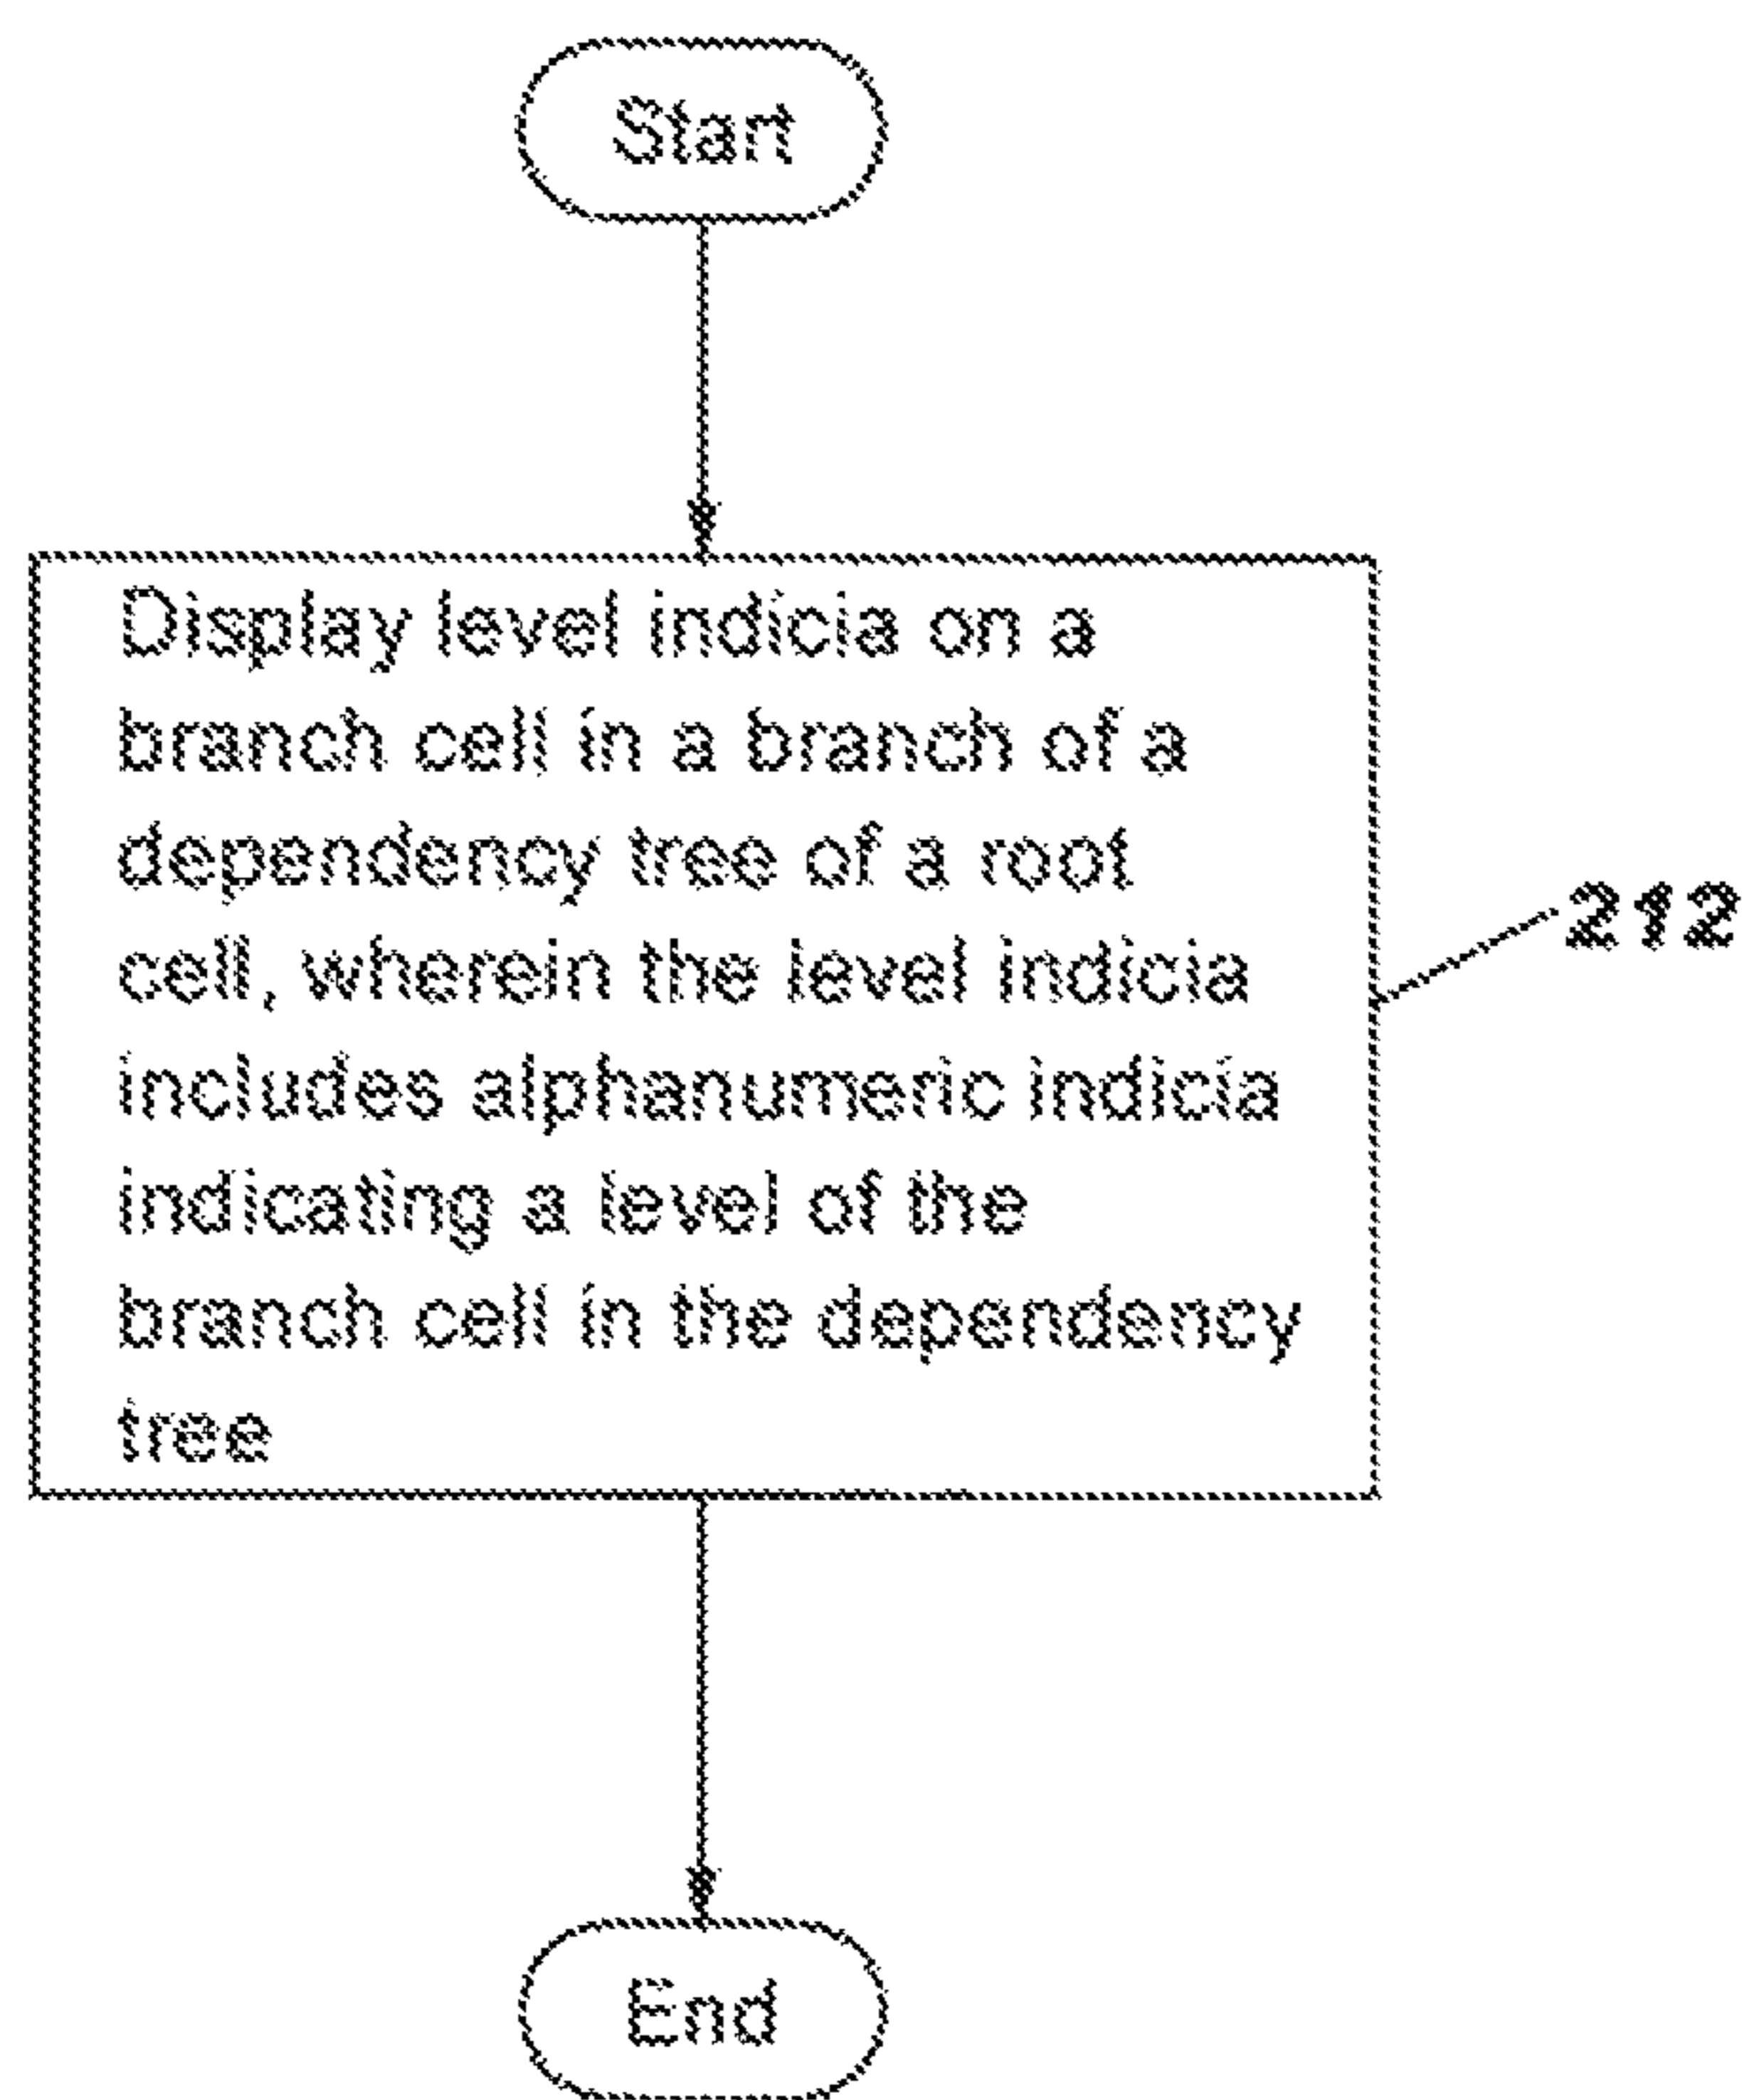 Start
Display level indicia on a
branch cell in a branch of a
dependency tree of a root
cell, wherein the level indicia
includes alphanumeric indicia
indicating a level of the
branch cell in the dependency
tree
212
End